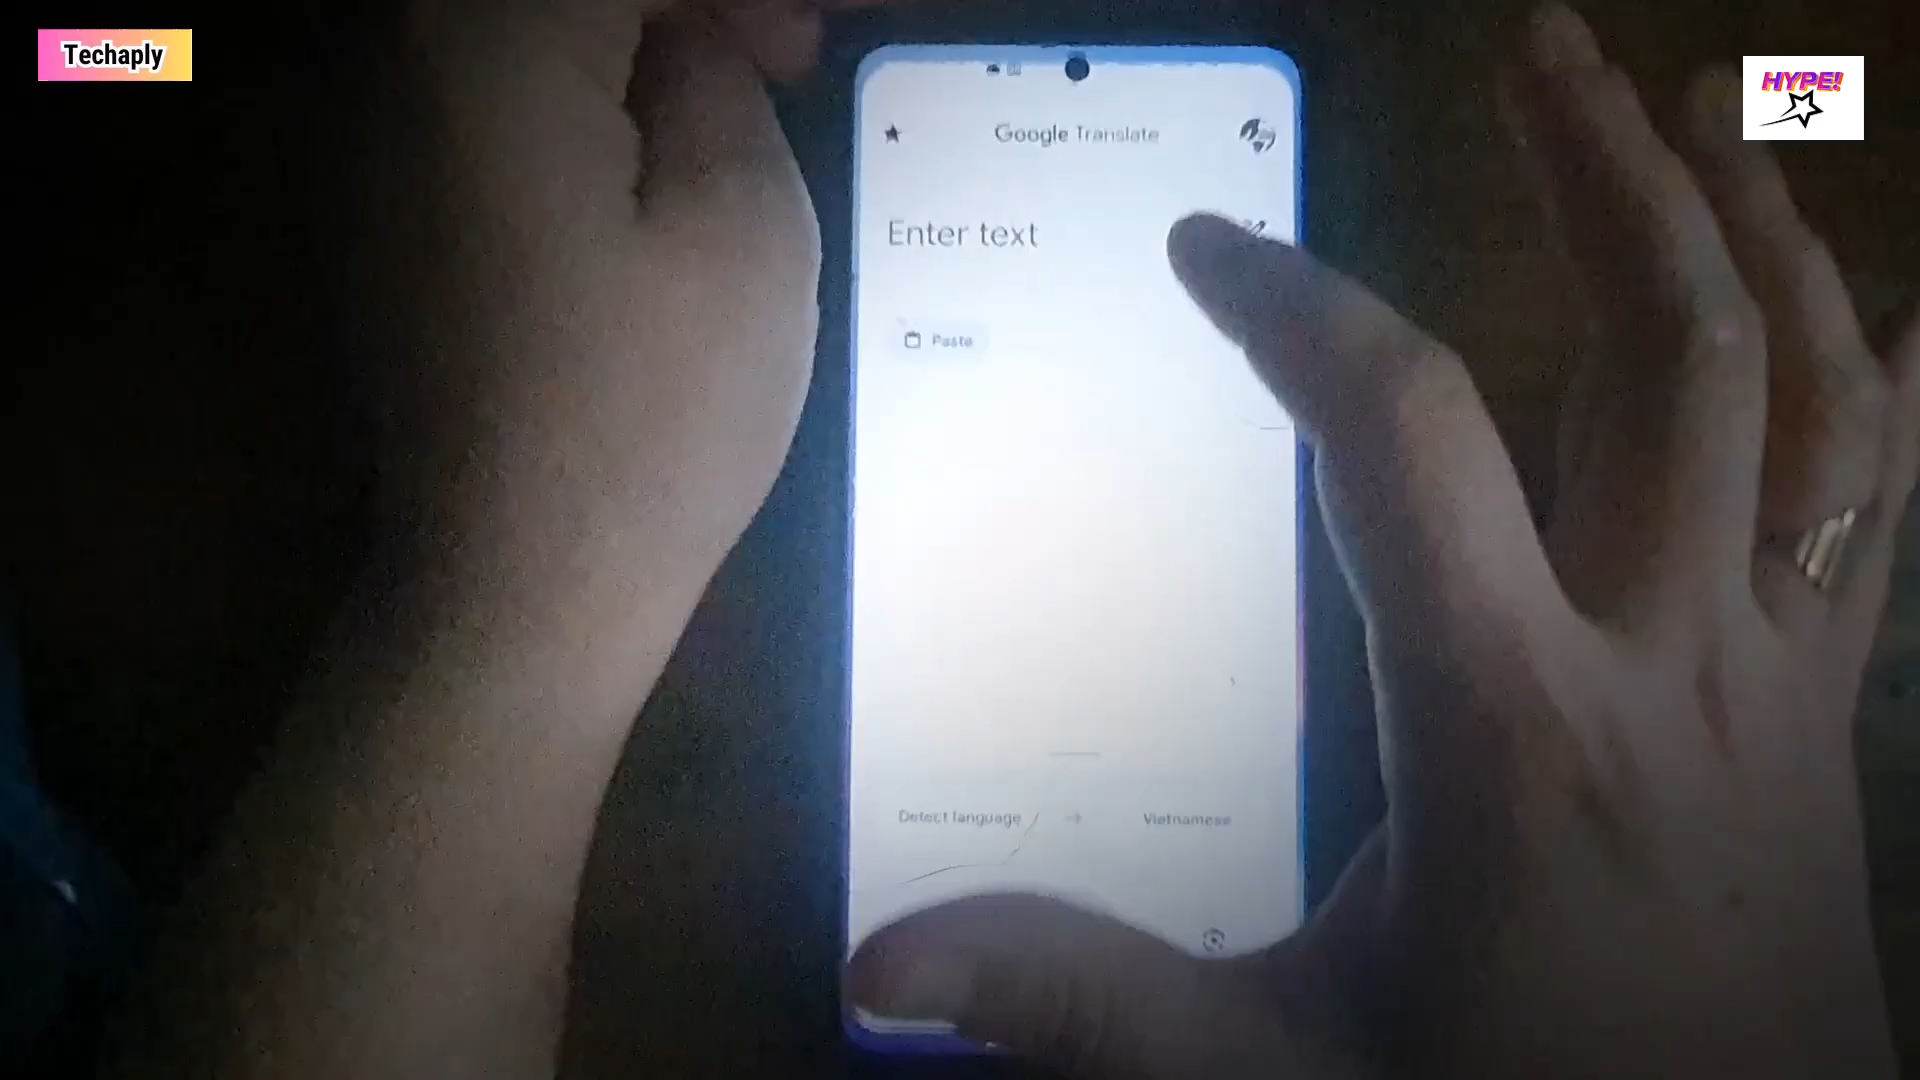 Techaply
HYPE!
Google Translate
Enter text
Paste
Detect language → Vietnamese